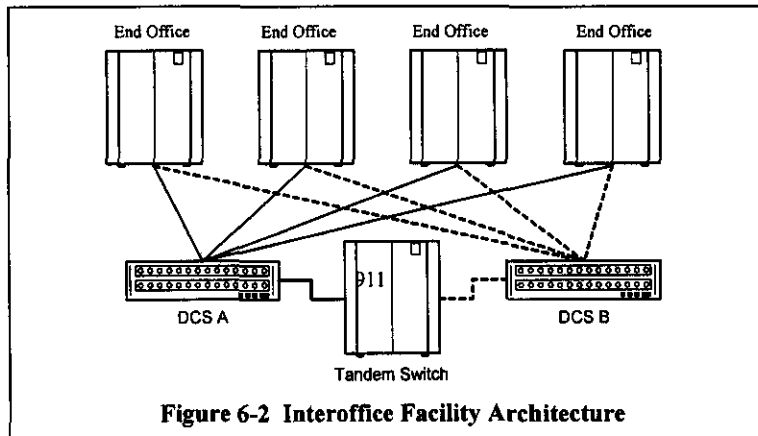 End Office End Office End Office End Office
911
DCS A DCS B
Tandem Switch
Figure 6-2 Interoffice Facility Architecture